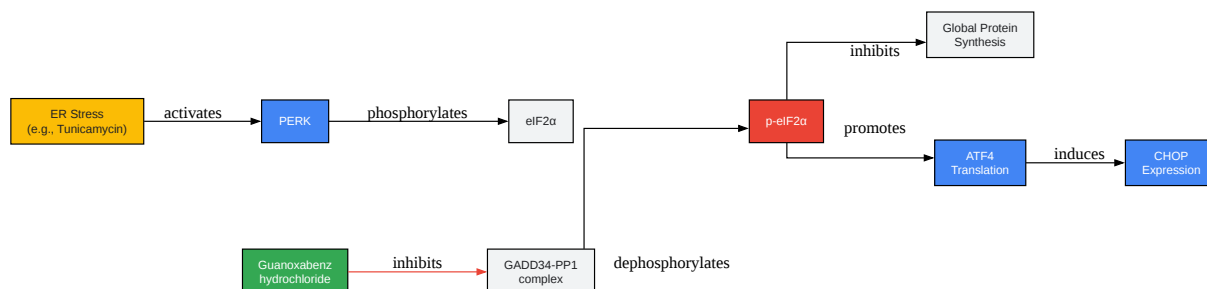 Global Protein
Synthesis
inhibits
ER Stress
(e.g., Tunicamycin)
activates
PERK
phosphorylates
eIF2α
p-eIF2α
promotes
ATF4
Translation
induces
CHOP
Expression
Guanoxabenz
hydrochloride
inhibits
GADD34-PP1
complex
dephosphorylates